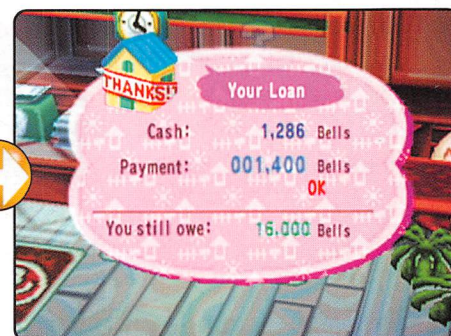 THANKS!?
Your Loan
Cash: 1,286 Bells
Payment: 001,400 Bells
OK
You still owe: 16,000 Bells